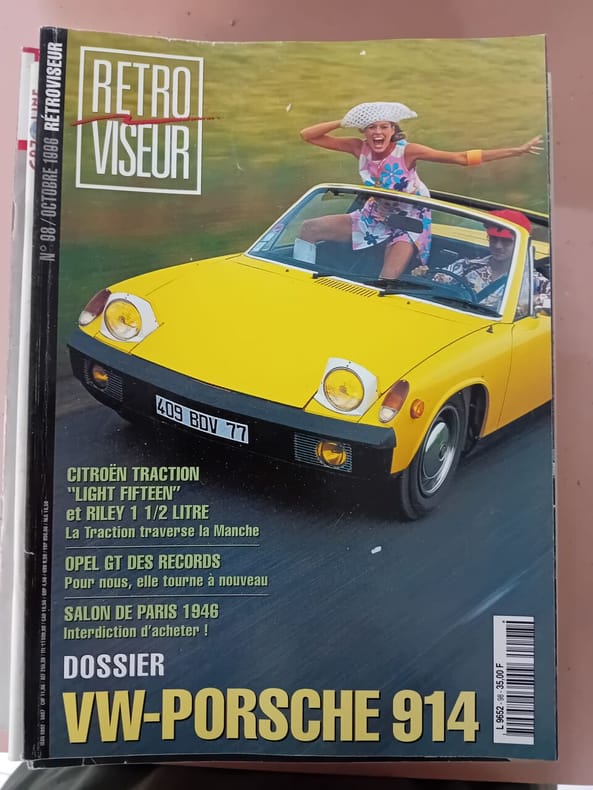 RETRO
VISEUR
N° 98/OCTOBRE 1996 RÉTROVISEUR
409 BDV 77
CITROËN TRACTION
"LIGHT FIFTEEN"
et RILEY 1 1/2 LITRE
La Traction traverse la Manche
OPEL GT DES RECORDS
Pour nous, elle tourne à nouveau
SALON DE PARIS 1946
Interdiction d'acheter !
DOSSIER
VW-PORSCHE 914
L 9652 - 98 - 35,00 F